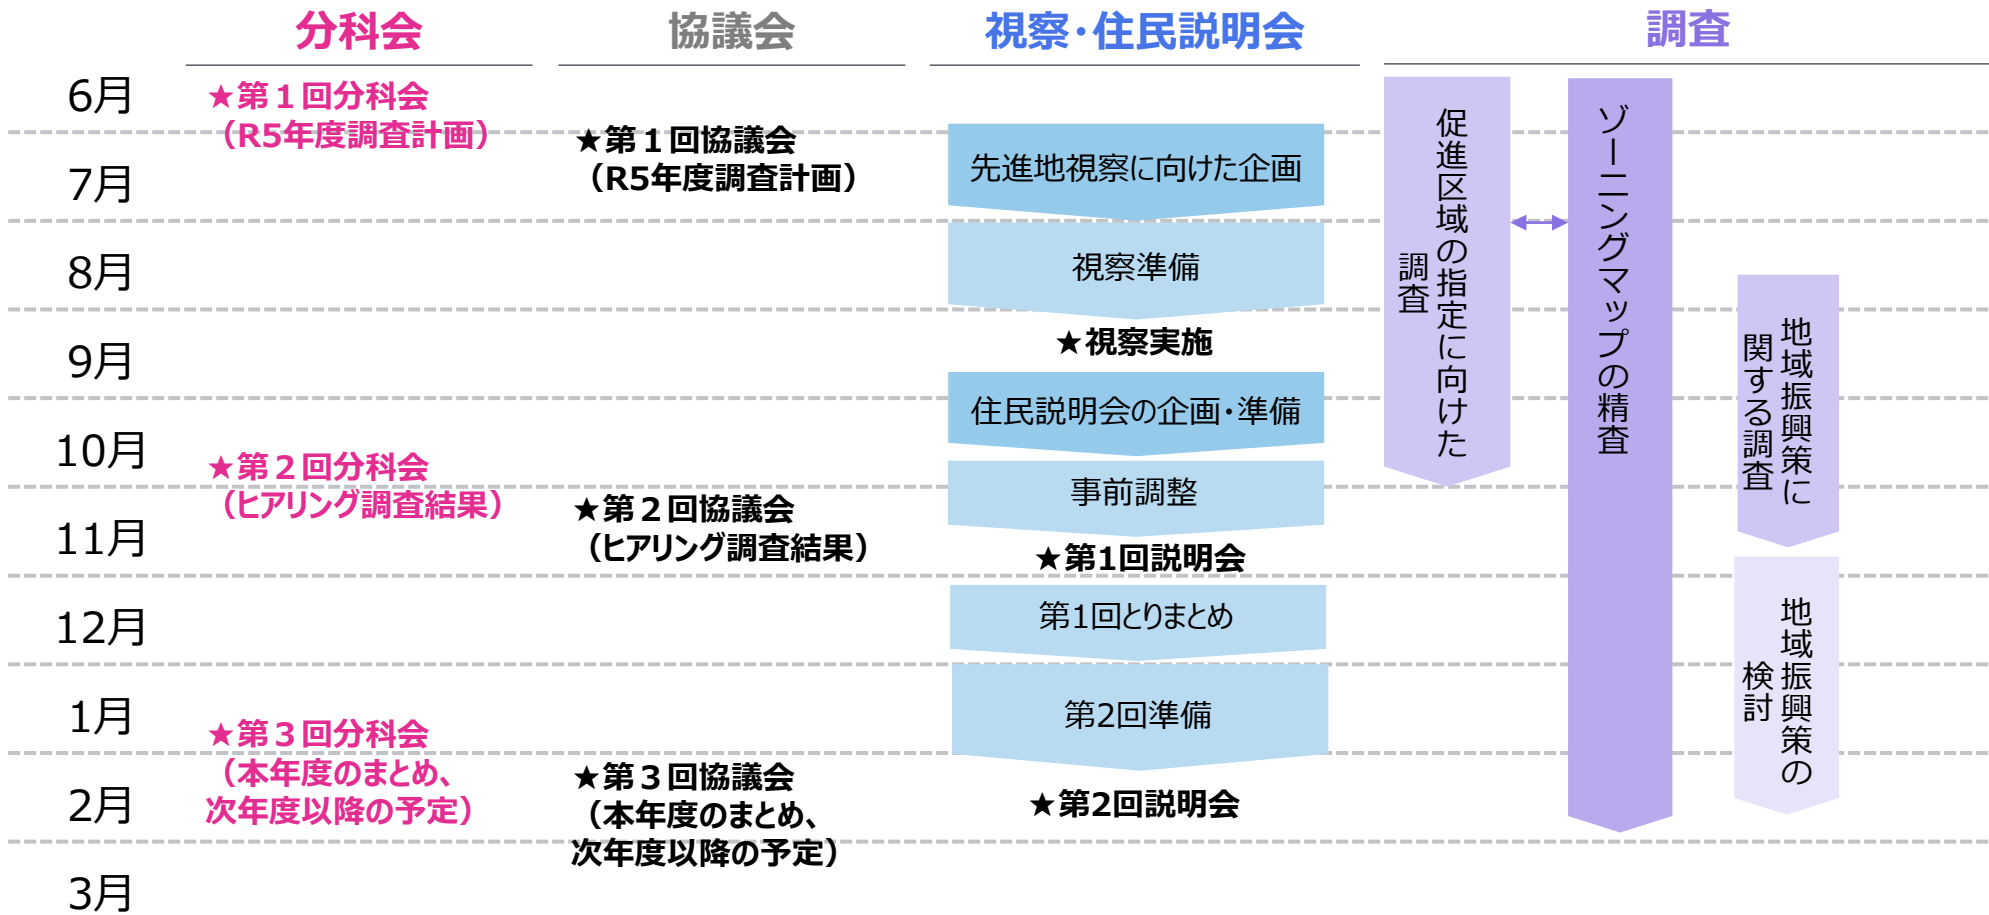 分科会
協議会
視察・住民説明会
調査
6月
7月
8月
9月
10月
11月
12月
1月
2月
3月
★第１回分科会
（R5年度調査計画）
★第２回分科会
（ヒアリング調査結果）
★第３回分科会
（本年度のまとめ、
次年度以降の予定）
★第１回協議会
（R5年度調査計画）
★第２回協議会
（ヒアリング調査結果）
★第３回協議会
（本年度のまとめ、
次年度以降の予定）
先進地視察に向けた企画
視察準備
★視察実施
住民説明会の企画・準備
事前調整
★第1回説明会
第1回とりまとめ
第2回準備
★第2回説明会
促進区域の指定に向けた
調査
ゾーニングマップの精査
地域振興策に
関する調査
地域振興策の
検討